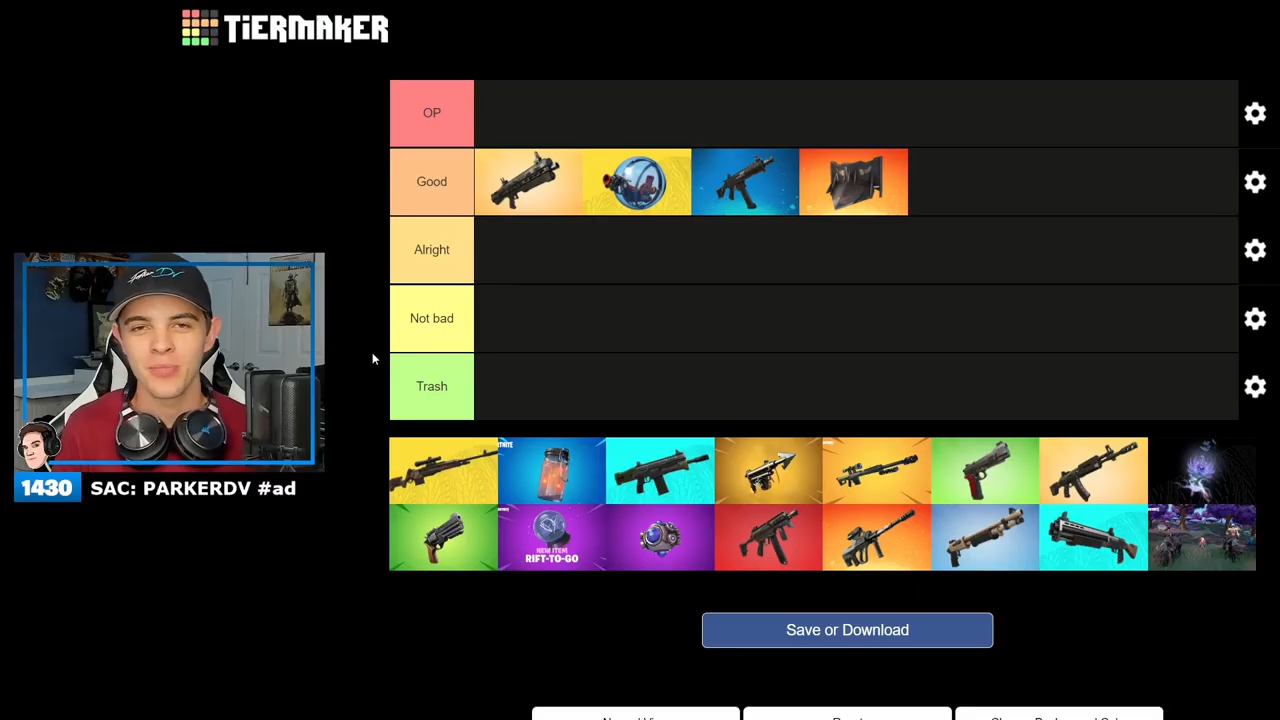 TiERMAKER
OP
Good
Alright
Not bad
Trash
1430 SAC: PARKERDV #ad
NEW ITEM
RIFT-TO-GO
Save or Download